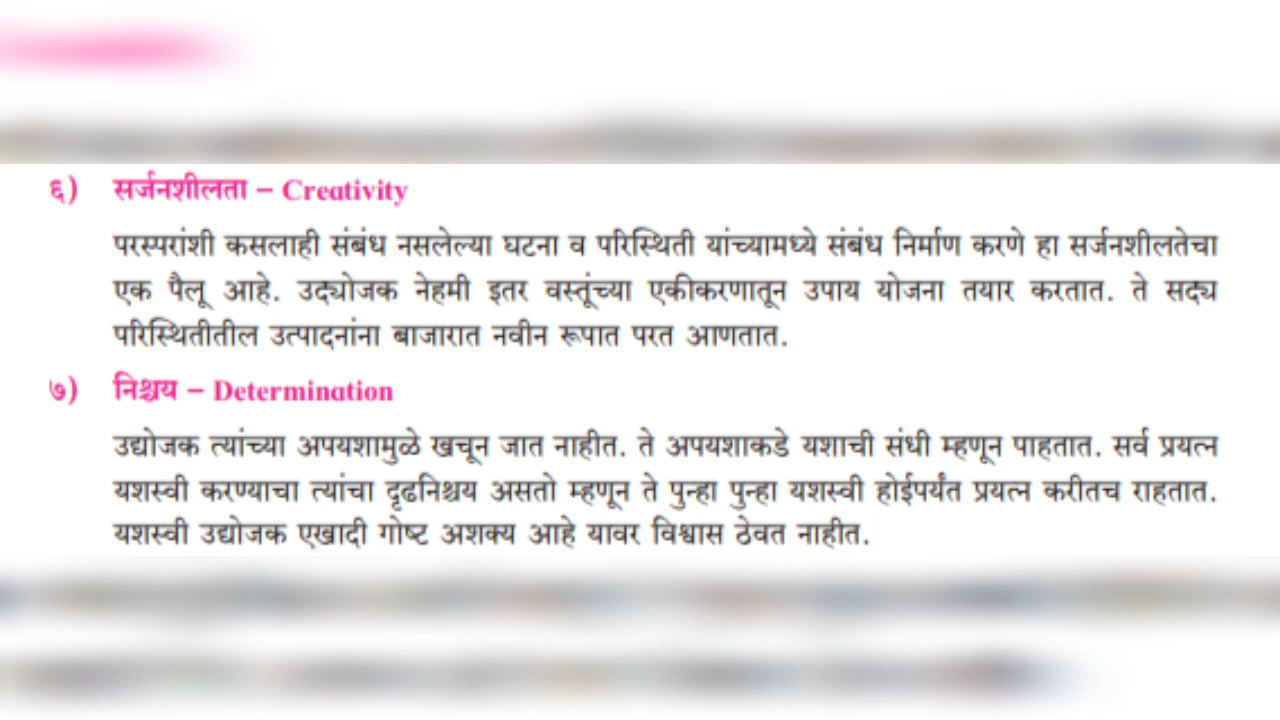 ६) सर्जनशीलता – Creativity
परस्परांशी कसलाही संबंध नसलेल्या घटना व परिस्थिती यांच्यामध्ये संबंध निर्माण करणे हा सर्जनशीलतेचा
एक पैलू आहे. उद्योजक नेहमी इतर वस्तूंच्या एकीकरणातून उपाय योजना तयार करतात. ते सद्य
परिस्थितीतील उत्पादनांना बाजारात नवीन रूपात परत आणतात.
७) निश्चय – Determination
उद्योजक त्यांच्या अपयशामुळे खचून जात नाहीत. ते अपयशाकडे यशाची संधी म्हणून पाहतात. सर्व प्रयत्न
यशस्वी करण्याचा त्यांचा दृढनिश्चय असतो म्हणून ते पुन्हा पुन्हा यशस्वी होईपर्यंत प्रयत्न करीतच राहतात.
यशस्वी उद्योजक एखादी गोष्ट अशक्य आहे यावर विश्वास ठेवत नाहीत.